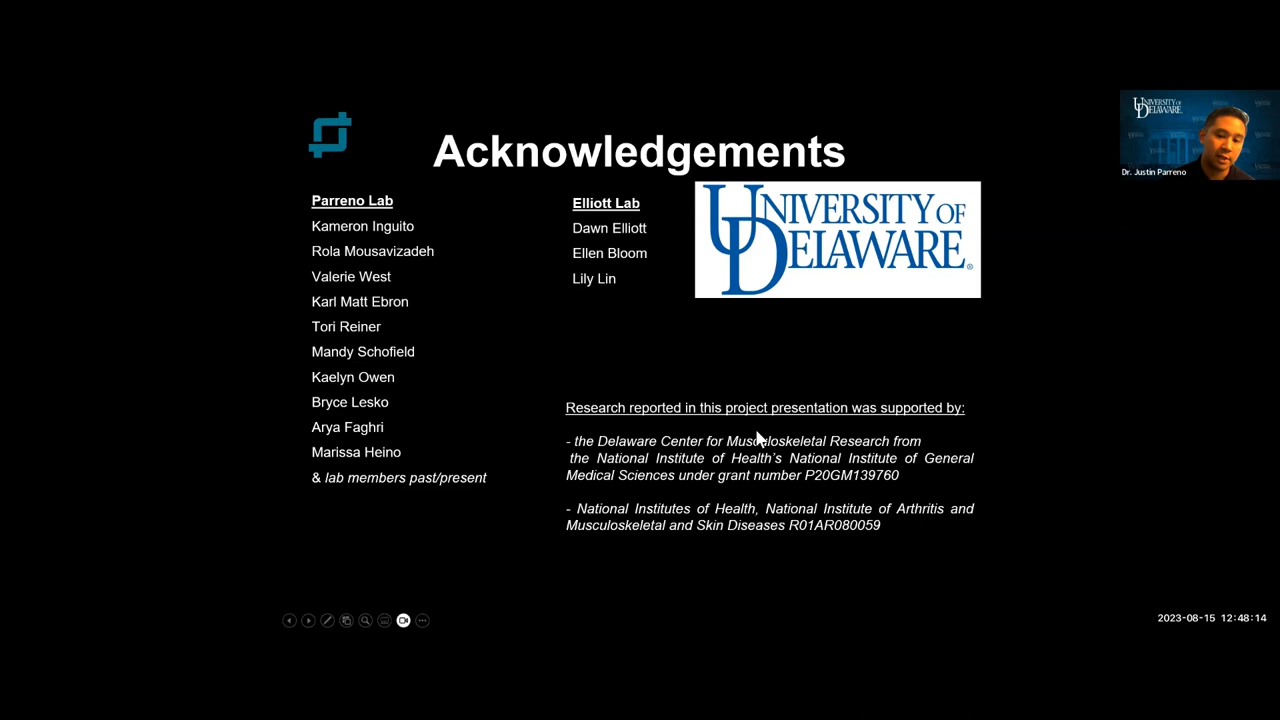 Acknowledgements
Parreno Lab
Kameron Inguito
Rola Mousavizadeh
Valerie West
Karl Matt Ebron
Tori Reiner
Mandy Schofield
Kaelyn Owen
Bryce Lesko
Arya Faghri
Marissa Heino
& lab members past/present
Elliott Lab
Dawn Elliott
Ellen Bloom
Lily Lin
UNIVERSITY OF
DELAWARE®
Research reported in this project presentation was supported by:
- the Delaware Center for Musculoskeletal Research from
the National Institute of Health's National Institute of General
Medical Sciences under grant number P20GM139760
- National Institutes of Health, National Institute of Arthritis and
Musculoskeletal and Skin Diseases R01AR080059
UNIVERSITY OF
DELAWARE
Dr. Justin Parreno
2023-08-15 12:48:14